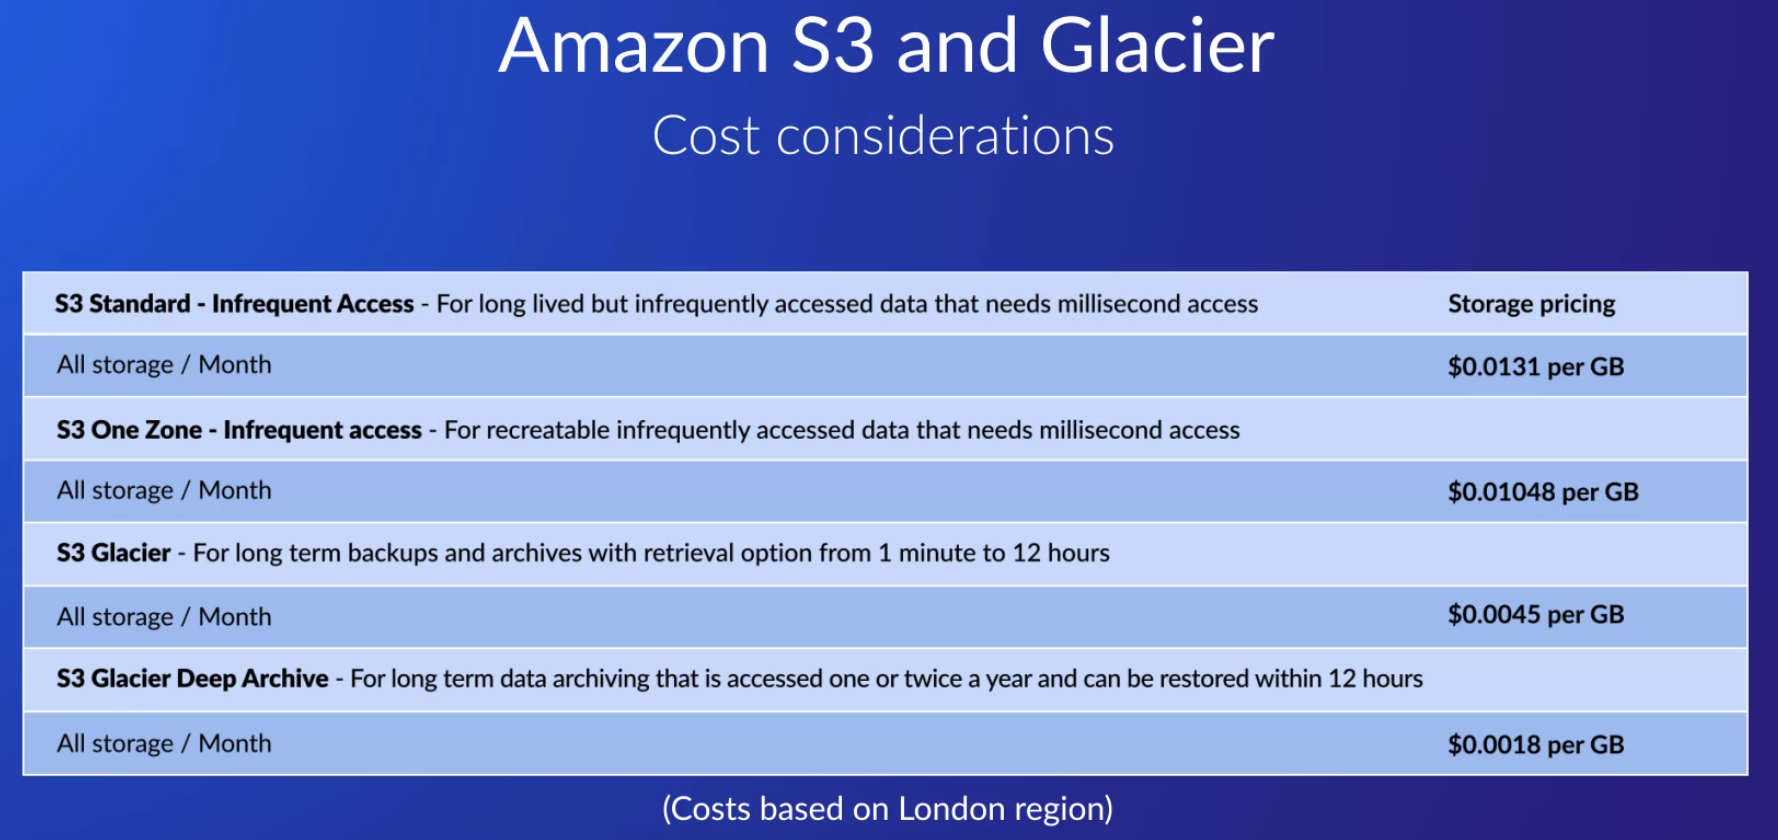 Amazon S3 and Glacier
Cost considerations
S3 Standard - Infrequent Access - For long lived but infrequently accessed data that needs millisecond access Storage pricing
All storage / Month $0.0131 per GB
S3 One Zone - Infrequent access - For recreatable infrequently accessed data that needs millisecond access
All storage / Month $0.01048 per GB
S3 Glacier - For long term backups and archives with retrieval option from 1 minute to 12 hours
All storage / Month $0.0045 per GB
S3 Glacier Deep Archive - For long term data archiving that is accessed one or twice a year and can be restored within 12 hours
All storage / Month $0.0018 per GB
(Costs based on London region)